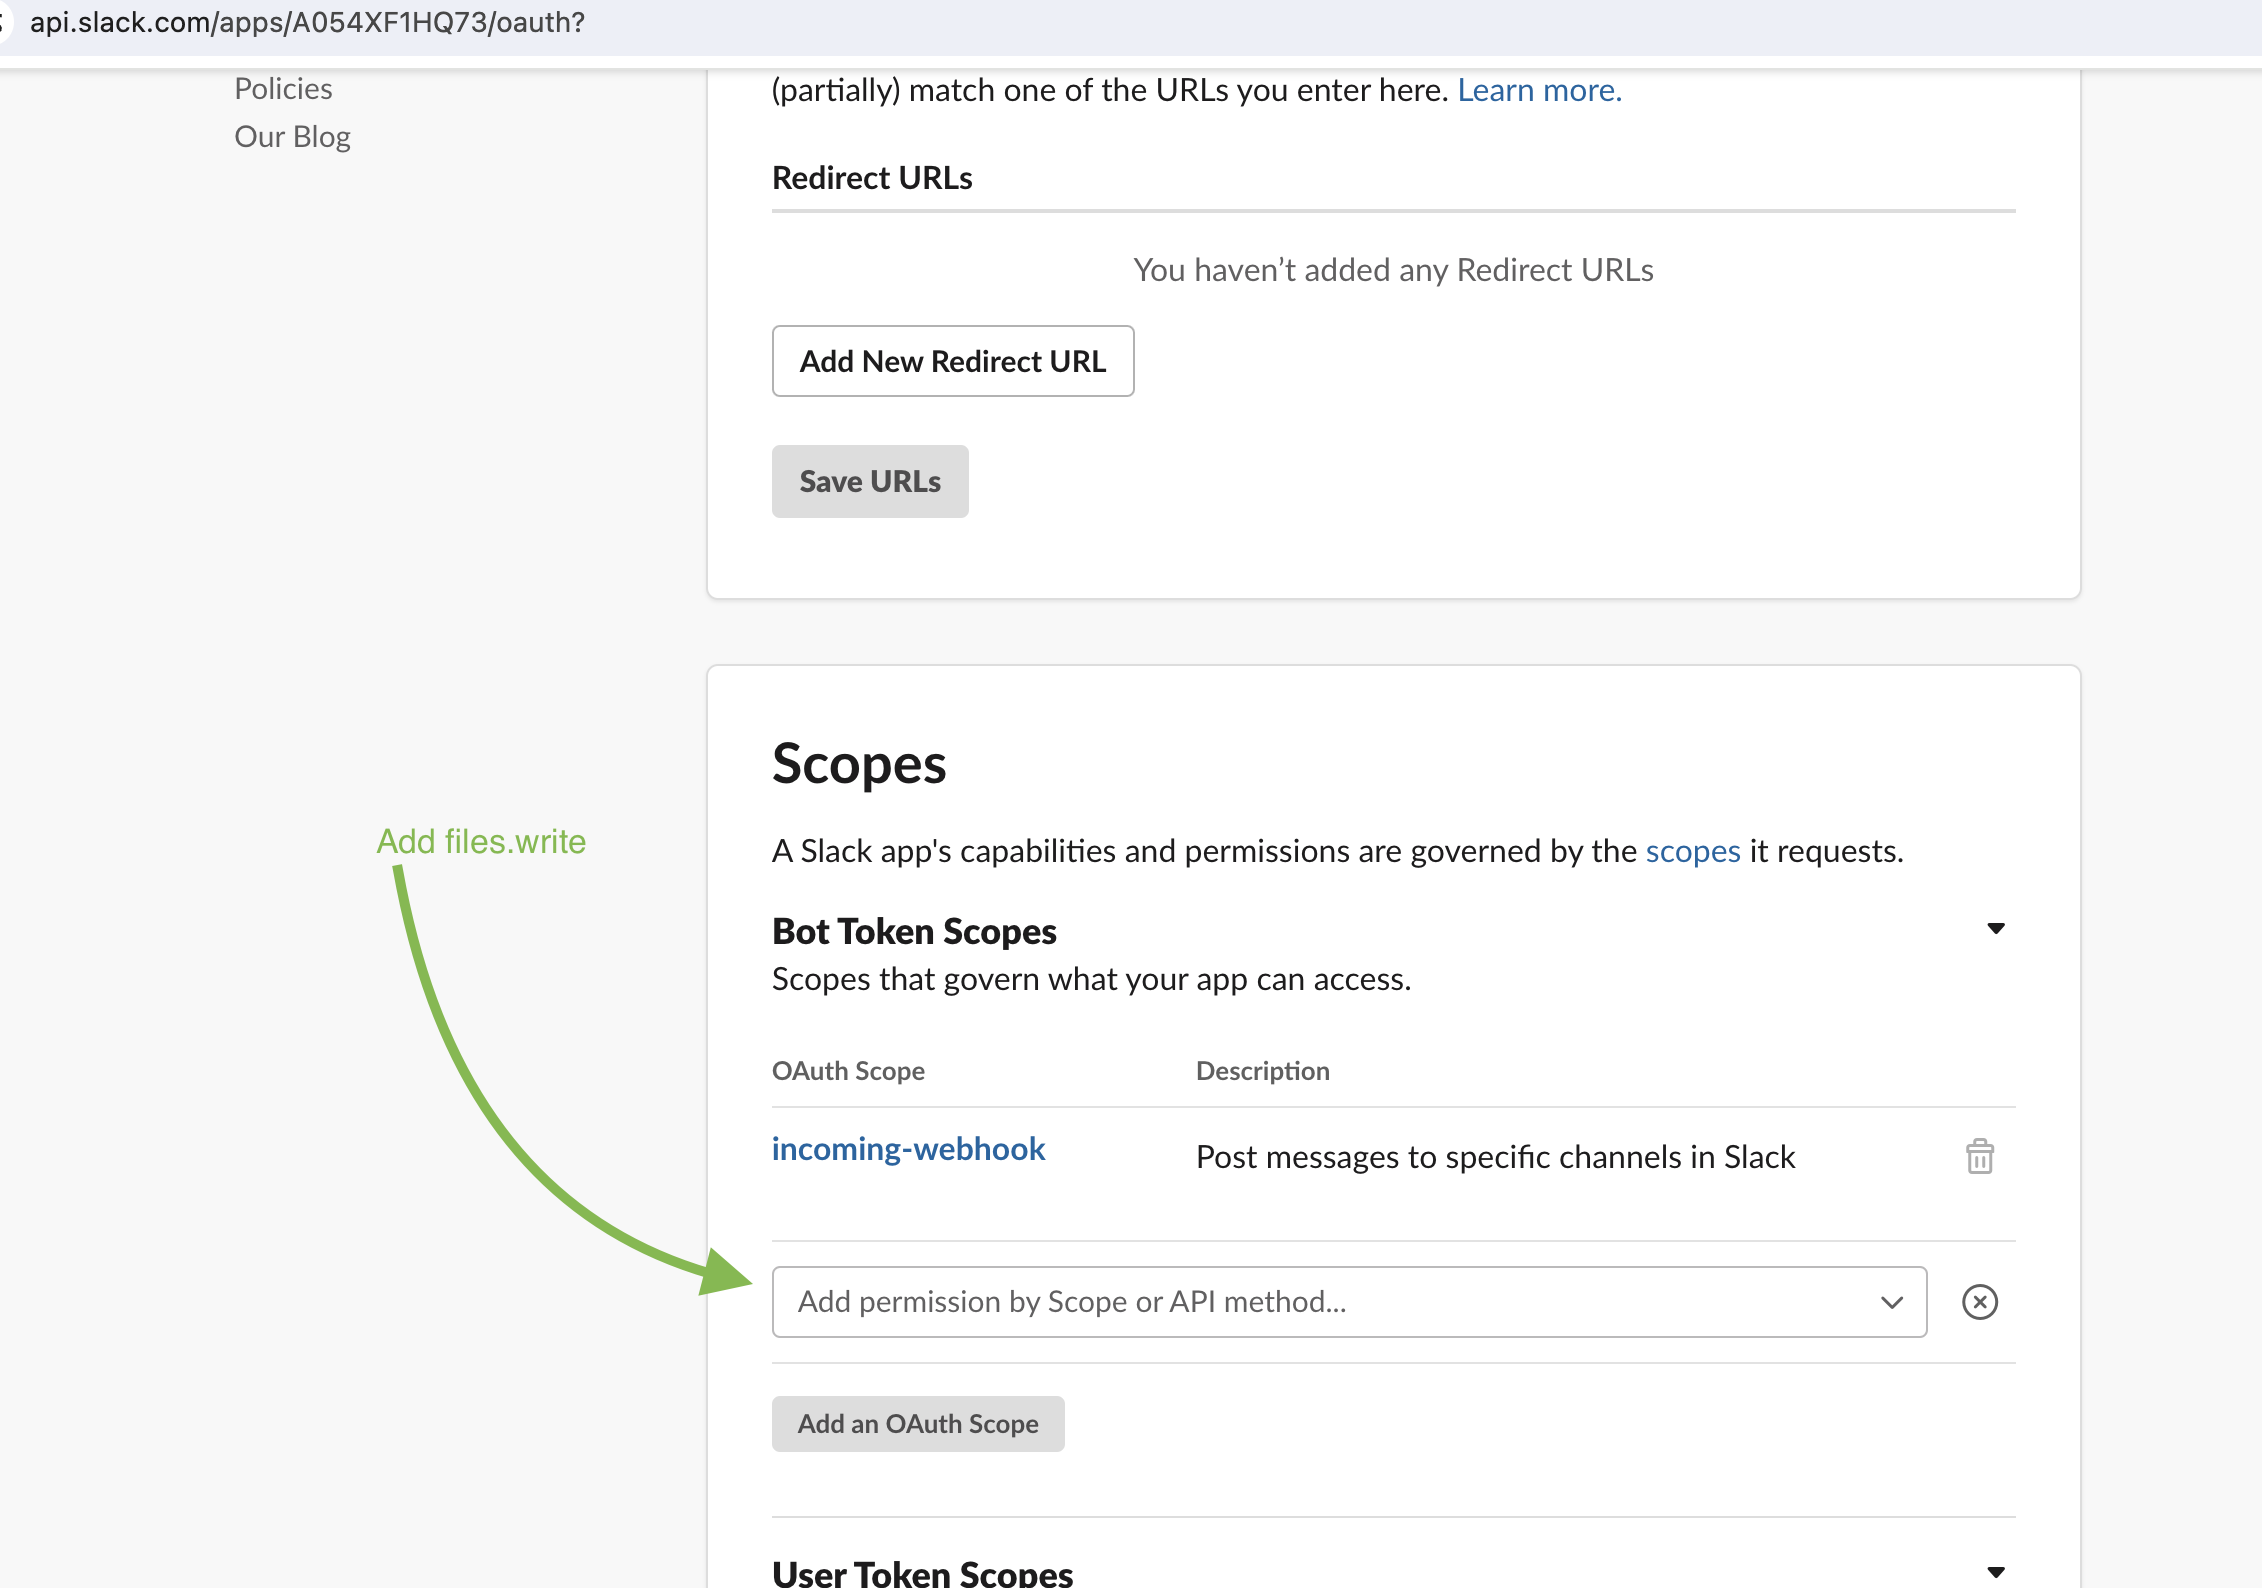 api.slack.com/apps/A054XF1HQ73/oauth?
Policies
Our Blog
(partially) match one of the URLs you enter here. Learn more.
Redirect URLs
You haven’t added any Redirect URLs
Add New Redirect URL
Save URLs
Scopes
Add files.write
A Slack app's capabilities and permissions are governed by the scopes it requests.
Bot Token Scopes
Scopes that govern what your app can access.
OAuth Scope Description
incoming-webhook Post messages to specific channels in Slack
Add permission by Scope or API method...
Add an OAuth Scope
User Token Scopes